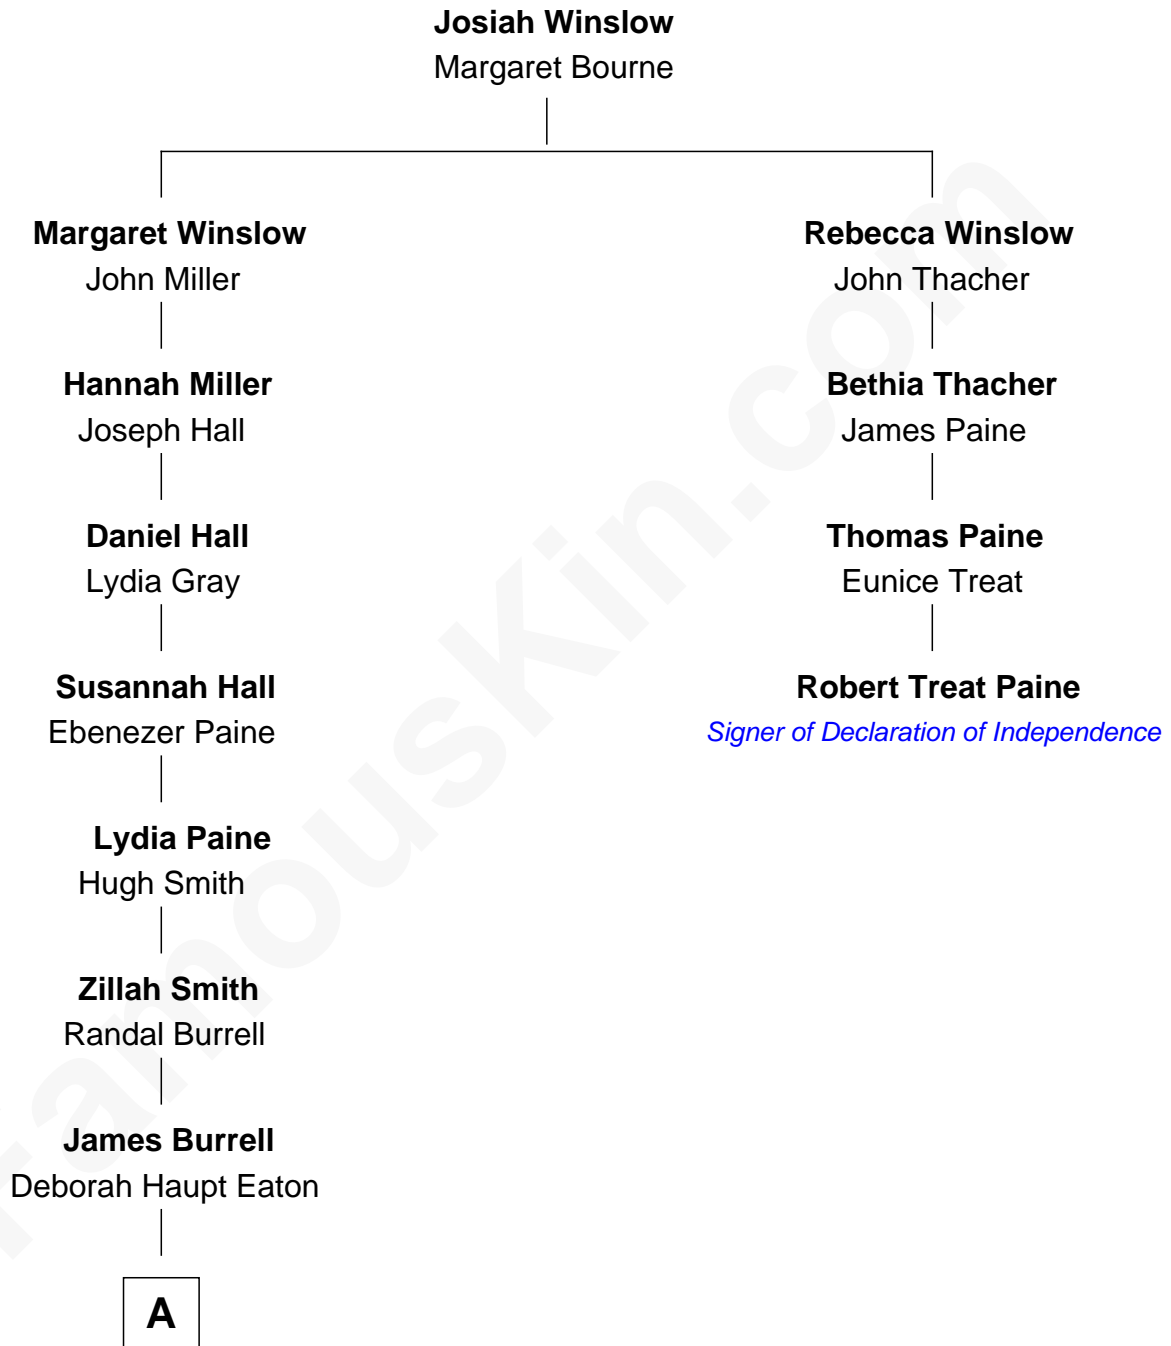 Josiah Winslow
Margaret Bourne
Margaret Winslow
John Miller
Rebecca Winslow
John Thacher
Hannah Miller
Joseph Hall
Bethia Thacher
James Paine
Daniel Hall
Lydia Gray
Thomas Paine
Eunice Treat
Susannah Hall
Ebenezer Paine
Robert Treat Paine
Signer of Declaration of Independence
Lydia Paine
Hugh Smith
Zillah Smith
Randal Burrell
James Burrell
Deborah Haupt Eaton
A
FamousKin.com